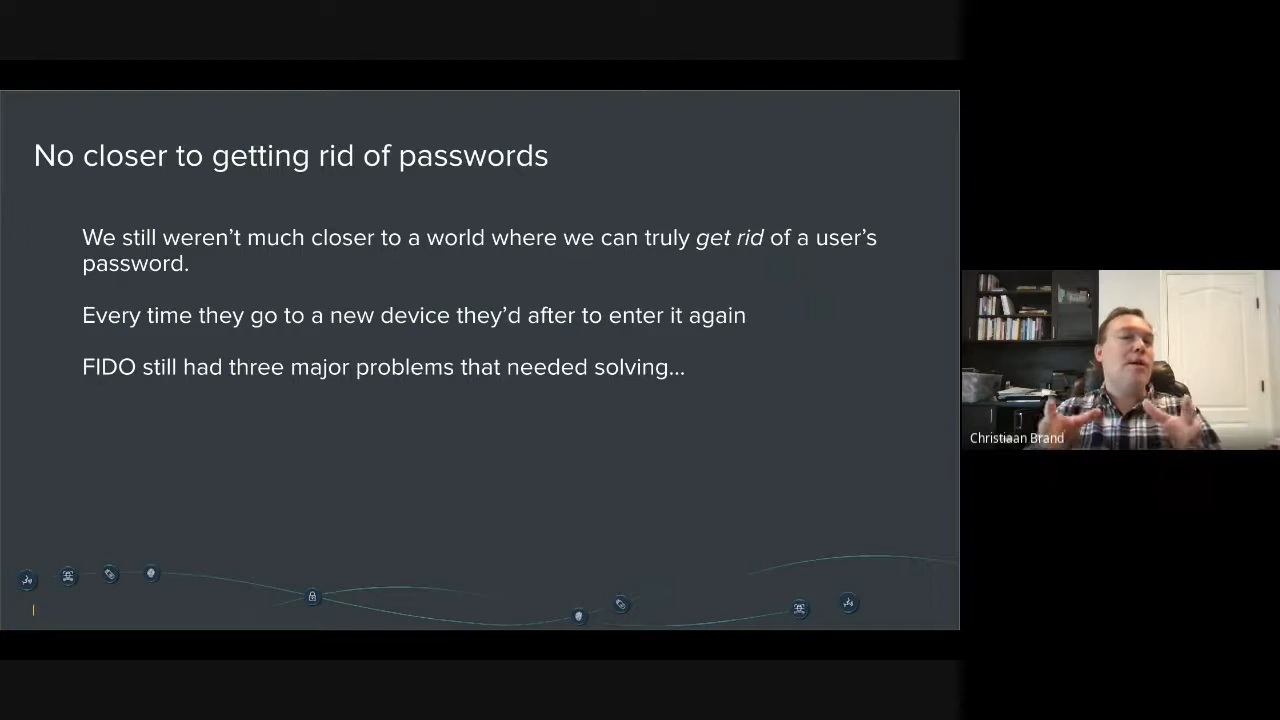 No closer to getting rid of passwords
We still weren’t much closer to a world where we can truly get rid of a user’s
password.
Every time they go to a new device they’d after to enter it again
FIDO still had three major problems that needed solving...
Christiaan Brand